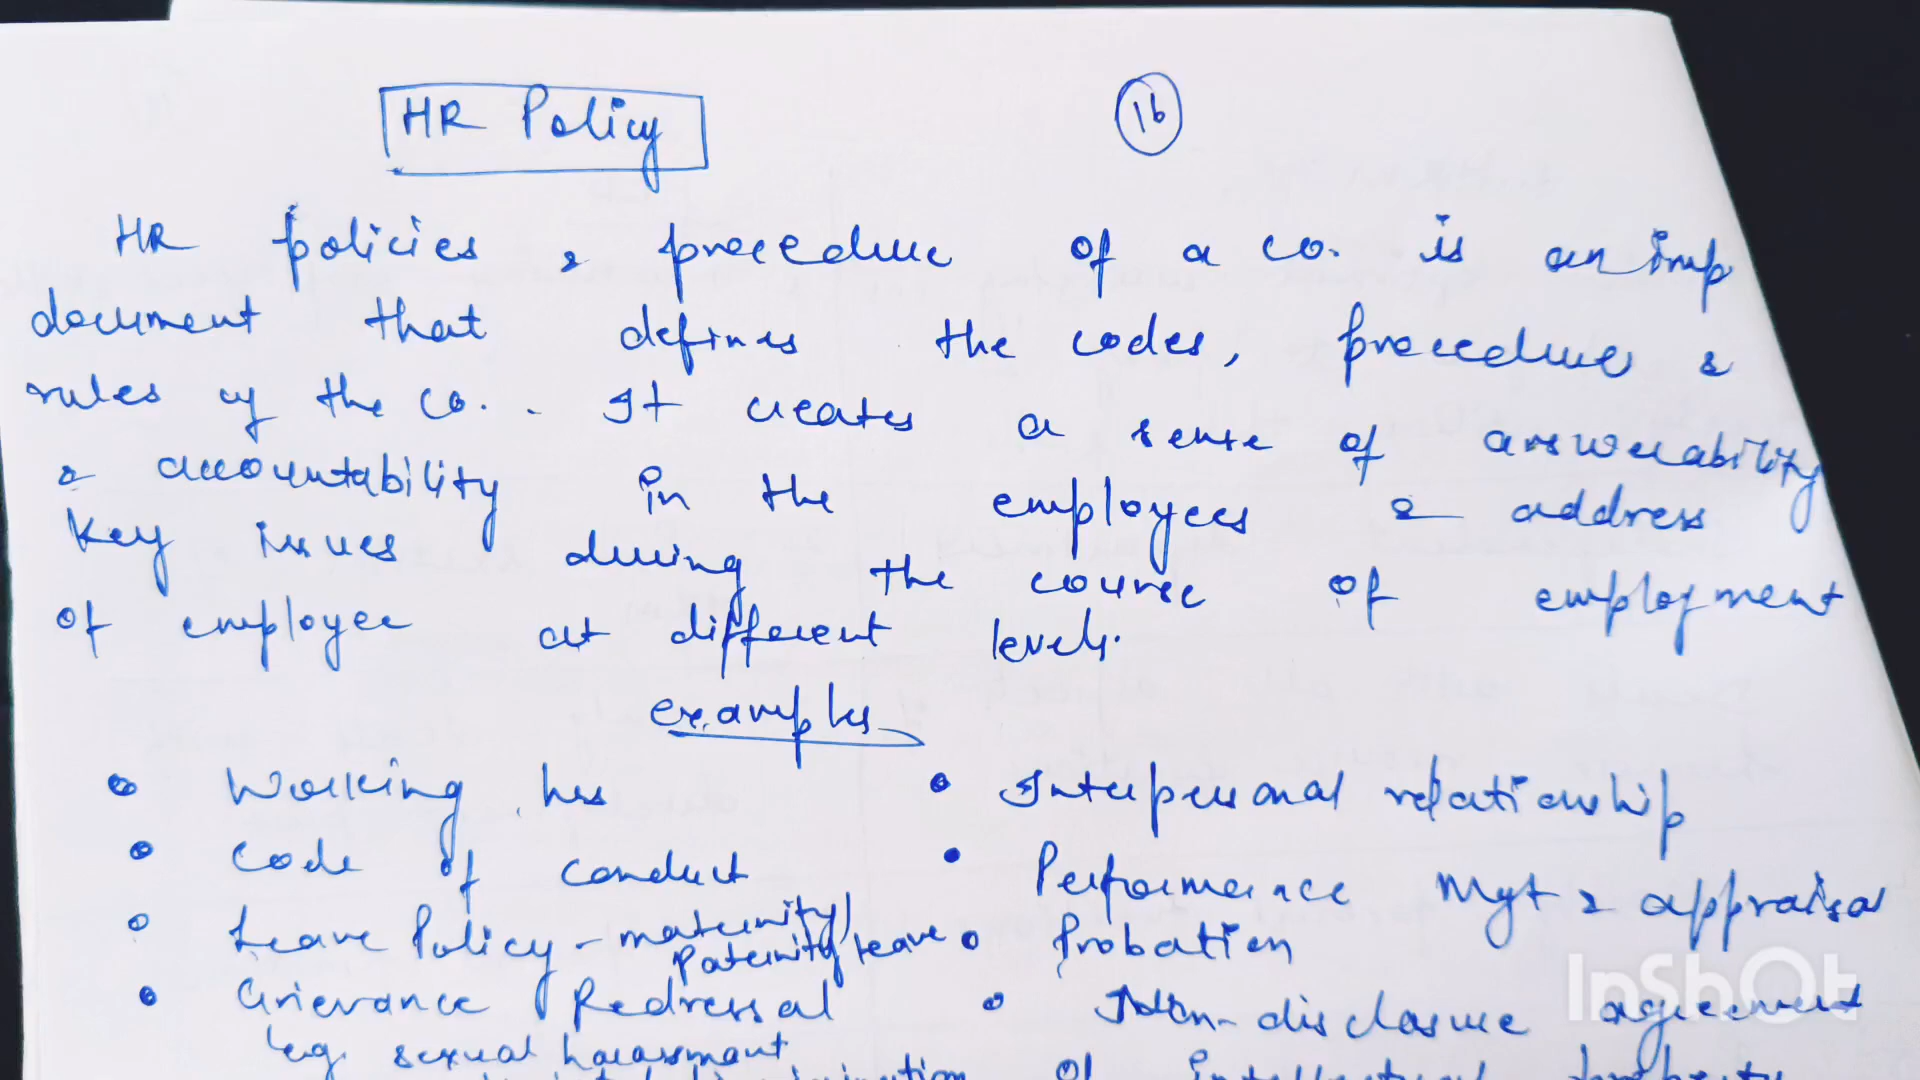 HR Policy
16
HR policies & procedure of a co. is an imp
document that defines the codes, procedure &
rules of the co. . It creates a sense of answerability
& accountability in the employees & address
key issues during the course of employment
of employee at different levels.
examples
• Working hrs
• Code of conduct
• Leave Policy - maternity/
Paternity leave
• Grievance Redressal
eg. sexual harassment
• Interpersonal relationship
• Performance Mgt & appraisal
• Probation
• Non-disclosure agreement
of intellectual property
InShOt